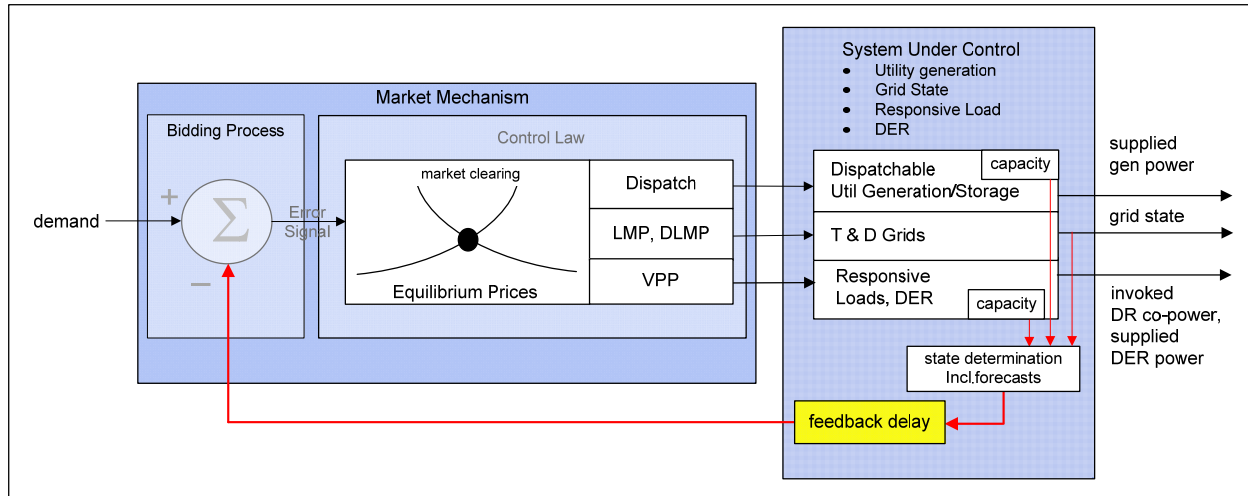 System Under Control
● Utility generation
● Grid State
● Responsive Load
● DER
Market Mechanism
Bidding Process
Control Law
+
Σ
−
demand
Error
Signal
market clearing
Equilibrium Prices
Dispatch
LMP, DLMP
VPP
capacity
Dispatchable
Util Generation/Storage
T & D Grids
Responsive
Loads, DER
capacity
supplied
gen power
grid state
invoked
DR co-power,
supplied
DER power
state determination
Incl.forecasts
feedback delay